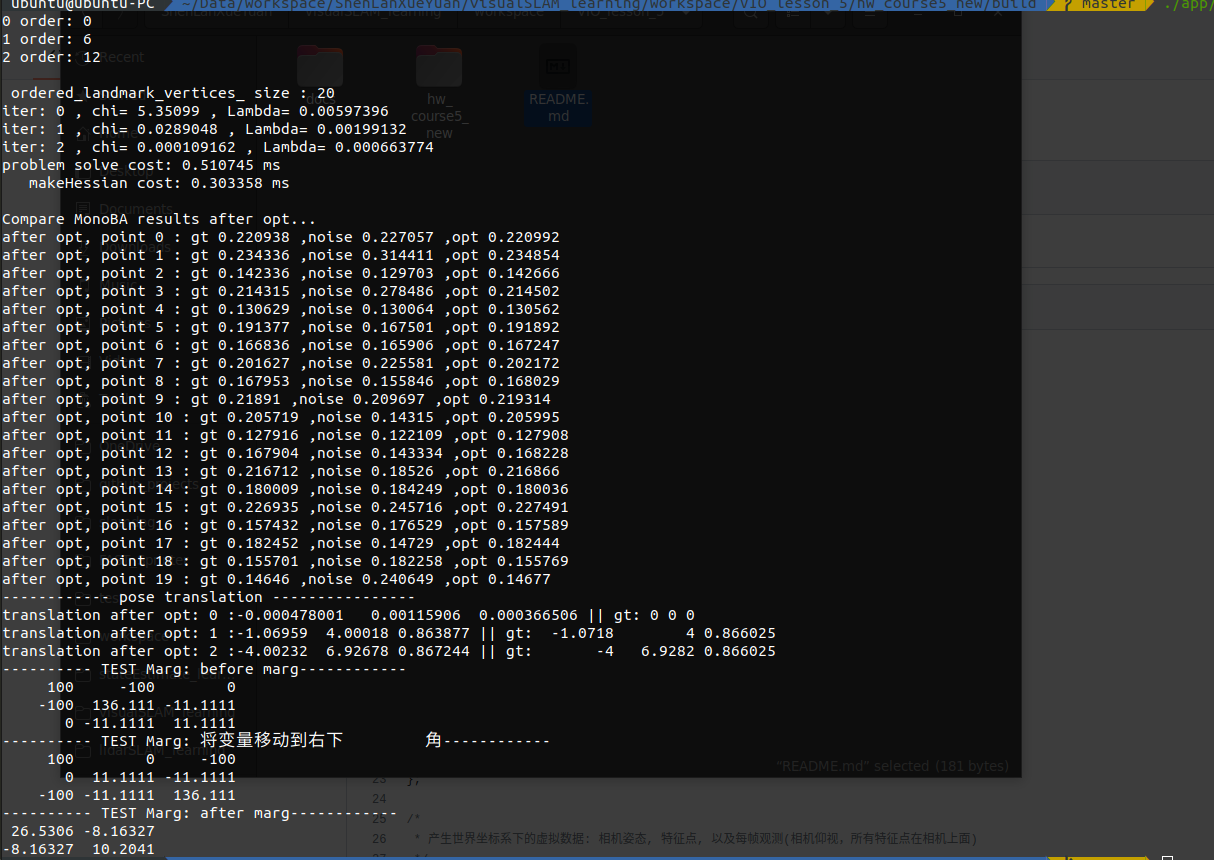 ubuntu@ubuntu-PC ~/Data/workspace/ShenLanXueYuan/VisualSLAM_learning/workspace/VIO_lesson_5/hw_course5_new/build master ./app/
0 order: 0
1 order: 6
2 order: 12
Recent
ordered_landmark_vertices_ size : 20
docs
hw_
course5_
new
README.
md
iter: 0 , chi= 5.35099 , Lambda= 0.00597396
iter: 1 , chi= 0.0289048 , Lambda= 0.00199132
iter: 2 , chi= 0.000109162 , Lambda= 0.000663774
problem solve cost: 0.510745 ms
   makeHessian cost: 0.303358 ms
Documents
Compare MonoBA results after opt...
after opt, point 0 : gt 0.220938 ,noise 0.227057 ,opt 0.220992
after opt, point 1 : gt 0.234336 ,noise 0.314411 ,opt 0.234854
after opt, point 2 : gt 0.142336 ,noise 0.129703 ,opt 0.142666
after opt, point 3 : gt 0.214315 ,noise 0.278486 ,opt 0.214502
after opt, point 4 : gt 0.130629 ,noise 0.130064 ,opt 0.130562
after opt, point 5 : gt 0.191377 ,noise 0.167501 ,opt 0.191892
after opt, point 6 : gt 0.166836 ,noise 0.165906 ,opt 0.167247
after opt, point 7 : gt 0.201627 ,noise 0.225581 ,opt 0.202172
after opt, point 8 : gt 0.167953 ,noise 0.155846 ,opt 0.168029
after opt, point 9 : gt 0.21891 ,noise 0.209697 ,opt 0.219314
after opt, point 10 : gt 0.205719 ,noise 0.14315 ,opt 0.205995
after opt, point 11 : gt 0.127916 ,noise 0.122109 ,opt 0.127908
after opt, point 12 : gt 0.167904 ,noise 0.143334 ,opt 0.168228
after opt, point 13 : gt 0.216712 ,noise 0.18526 ,opt 0.216866
after opt, point 14 : gt 0.180009 ,noise 0.184249 ,opt 0.180036
after opt, point 15 : gt 0.226935 ,noise 0.245716 ,opt 0.227491
after opt, point 16 : gt 0.157432 ,noise 0.176529 ,opt 0.157589
after opt, point 17 : gt 0.182452 ,noise 0.14729 ,opt 0.182444
after opt, point 18 : gt 0.155701 ,noise 0.182258 ,opt 0.155769
after opt, point 19 : gt 0.14646 ,noise 0.240649 ,opt 0.14677
------------ pose translation ----------------
translation after opt: 0 :-0.000478001   0.00115906  0.000366506 || gt: 0 0 0
translation after opt: 1 :-1.06959  4.00018 0.863877 || gt:  -1.0718        4 0.866025
translation after opt: 2 :-4.00232  6.92678 0.867244 || gt:       -4   6.9282 0.866025
---------- TEST Marg: before marg------------
     100     -100        0
    -100  136.111 -11.1111
       0 -11.1111  11.1111
---------- TEST Marg: 将变量移动到右下         角------------
     100        0     -100
       0  11.1111 -11.1111
    -100 -11.1111  136.111
"README.md" selected (181 bytes)
23 };
24
---------- TEST Marg: after marg------------
25 /*
 26.5306 -8.16327
26 * 产生世界坐标系下的虚拟数据: 相机姿态, 特征点, 以及每帧观测(相机仰视，所有特征点在相机上面)
-8.16327  10.2041